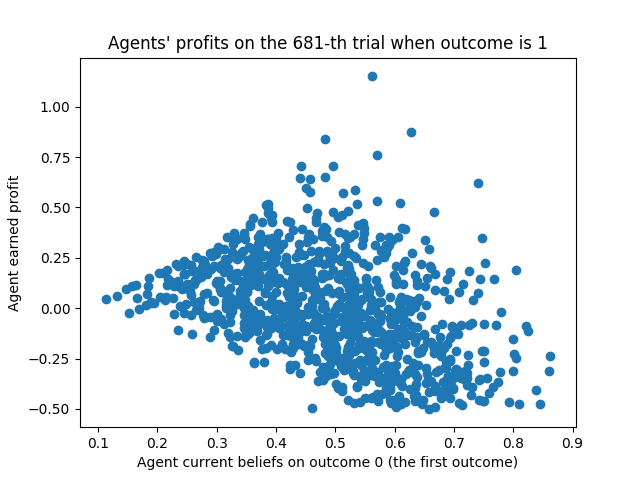 Agents' profits on the 681-th trial when outcome is 1
1.00
0.75
0.50
0.25
0.00
−0.25
−0.50
Agent earned profit
0.1 0.2 0.3 0.4 0.5 0.6 0.7 0.8 0.9
Agent current beliefs on outcome 0 (the first outcome)